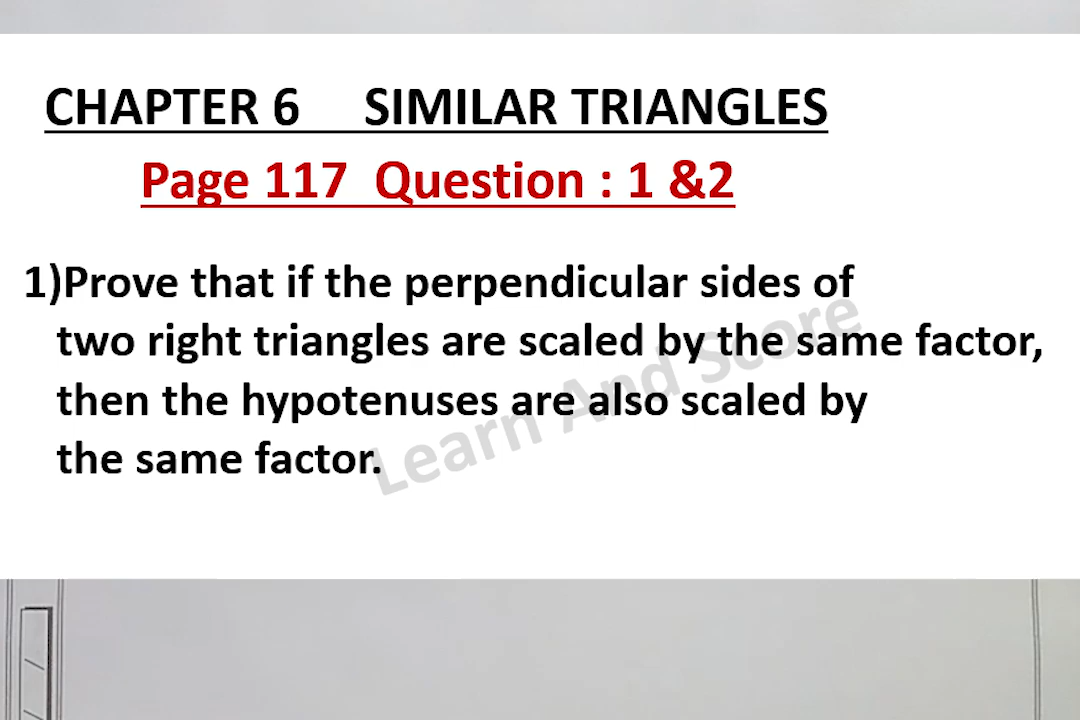 CHAPTER 6 SIMILAR TRIANGLES
Page 117 Question : 1 &2
1)Prove that if the perpendicular sides of
two right triangles are scaled by the same factor,
then the hypotenuses are also scaled by
the same factor.
Learn And Score